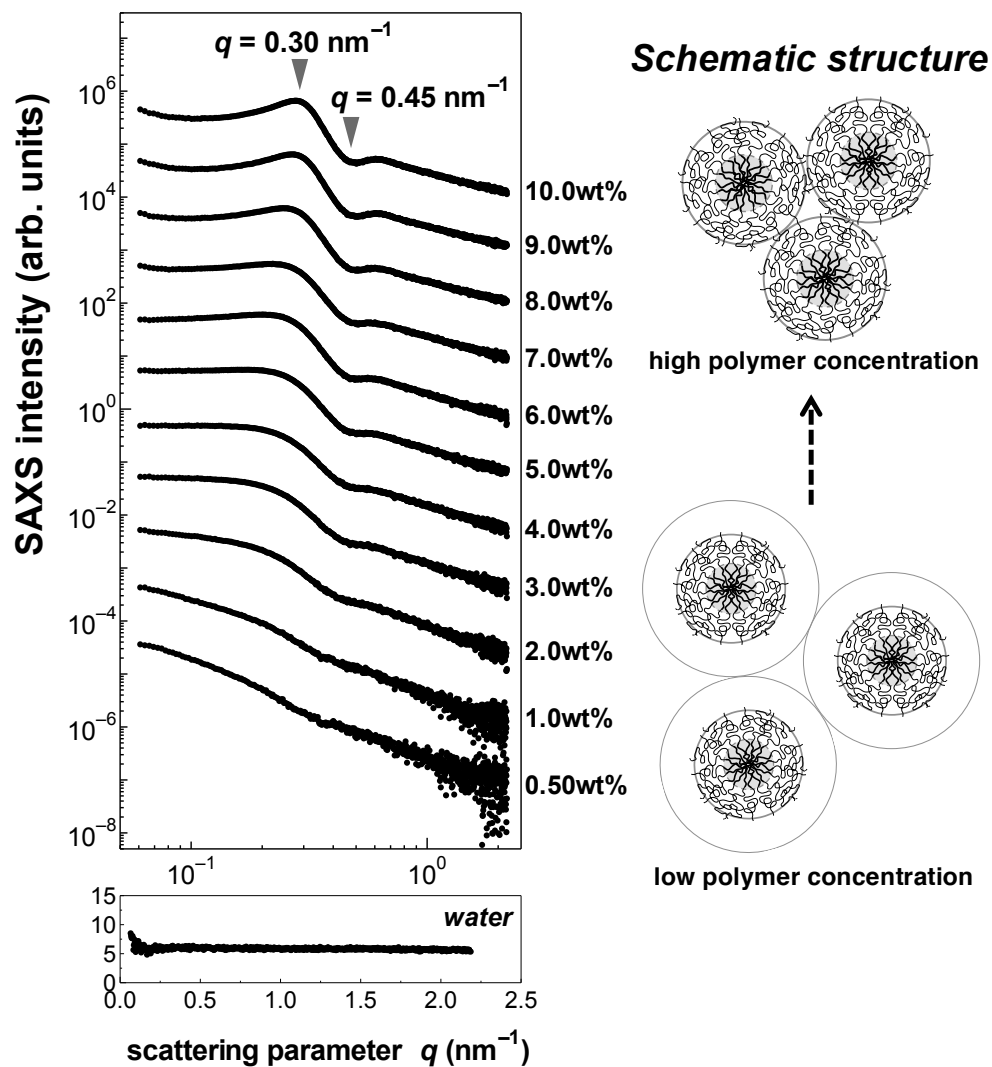 q = 0.30 nm⁻¹
q = 0.45 nm⁻¹
SAXS intensity (arb. units)
10⁶
10⁴
10²
10⁰
10⁻²
10⁻⁴
10⁻⁶
10⁻⁸
10⁻¹
10⁰
10.0wt%
9.0wt%
8.0wt%
7.0wt%
6.0wt%
5.0wt%
4.0wt%
3.0wt%
2.0wt%
1.0wt%
0.50wt%
water
15
10
5
0
0.0
0.5
1.0
1.5
2.0
2.5
scattering parameter q (nm⁻¹)
Schematic structure
high polymer concentration
low polymer concentration